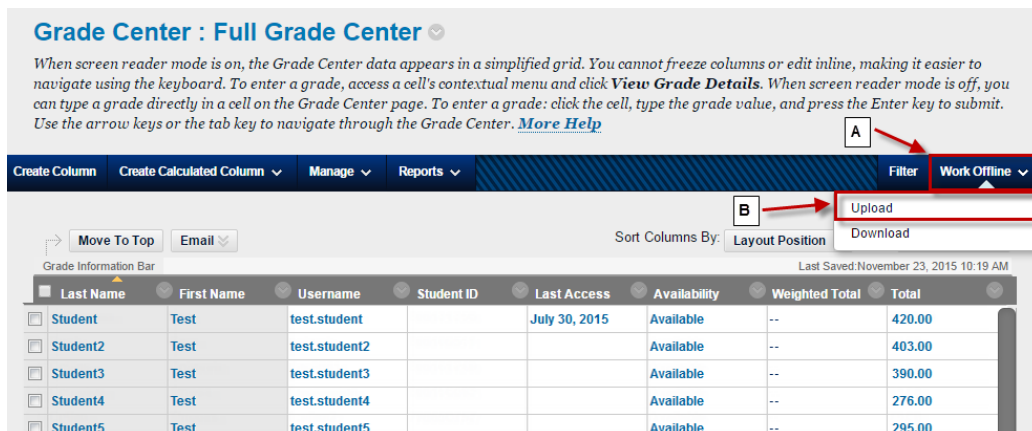 Grade Center : Full Grade Center
When screen reader mode is on, the Grade Center data appears in a simplified grid. You cannot freeze columns or edit inline, making it easier to
navigate using the keyboard. To enter a grade, access a cell's contextual menu and click View Grade Details. When screen reader mode is off, you
can type a grade directly in a cell on the Grade Center page. To enter a grade: click the cell, type the grade value, and press the Enter key to submit.
Use the arrow keys or the tab key to navigate through the Grade Center. More Help
A
Create Column Create Calculated Column Manage Reports Filter Work Offline
B
Upload
Download
Move To Top Email Sort Columns By: Layout Position
Grade Information Bar Last Saved:November 23, 2015 10:19 AM
Last Name First Name Username Student ID Last Access Availability Weighted Total Total
Student Test test.student July 30, 2015 Available -- 420.00
Student2 Test test.student2 Available -- 403.00
Student3 Test test.student3 Available -- 390.00
Student4 Test test.student4 Available -- 276.00
Student5 Test test.student5 Available -- 295.00